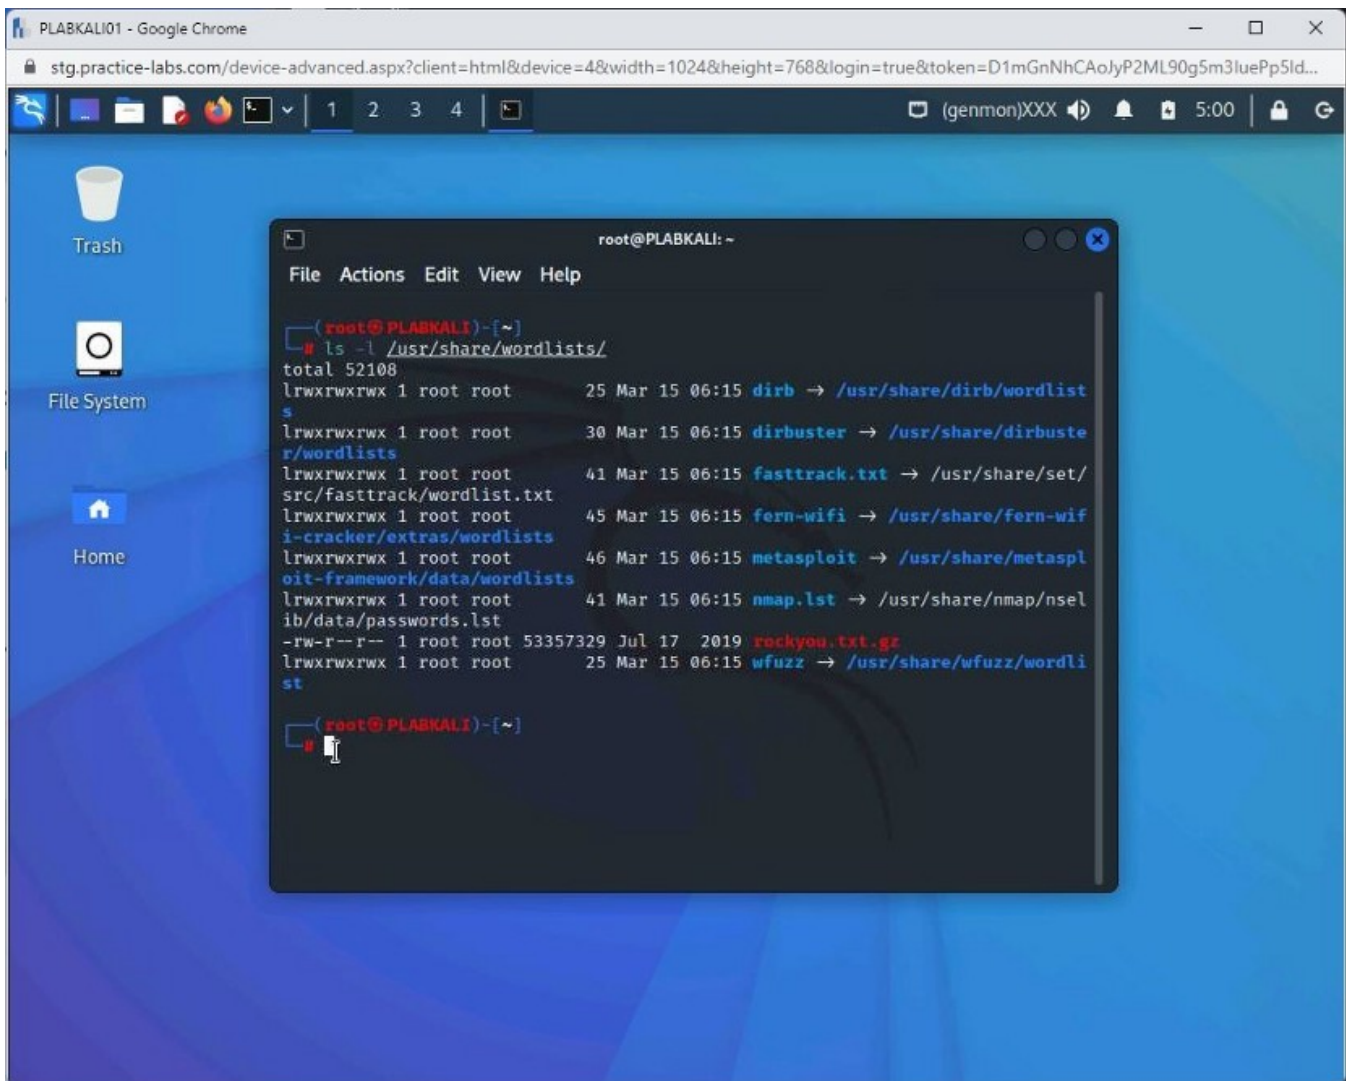 PLABKALI01 - Google Chrome
stg.practice-labs.com/device-advanced.aspx?client=html&device=4&width=1024&height=768&login=true&token=D1mGnNhCAoJyP2ML90g5m3IuePp5Id...
1 2 3 4 (genmon)XXX 5:00
Trash
File System
Home
root@PLABKALI: ~
File Actions Edit View Help
┌──(root㉿PLABKALI)-[~]
└─# ls -l /usr/share/wordlists/
total 52108
lrwxrwxrwx 1 root root 25 Mar 15 06:15 dirb → /usr/share/dirb/wordlist
s
lrwxrwxrwx 1 root root 30 Mar 15 06:15 dirbuster → /usr/share/dirbuste
r/wordlists
lrwxrwxrwx 1 root root 41 Mar 15 06:15 fasttrack.txt → /usr/share/set/
src/fasttrack/wordlist.txt
lrwxrwxrwx 1 root root 45 Mar 15 06:15 fern-wifi → /usr/share/fern-wif
i-cracker/extras/wordlists
lrwxrwxrwx 1 root root 46 Mar 15 06:15 metasploit → /usr/share/metaspl
oit-framework/data/wordlists
lrwxrwxrwx 1 root root 41 Mar 15 06:15 nmap.lst → /usr/share/nmap/nsel
ib/data/passwords.lst
-rw-r--r-- 1 root root 53357329 Jul 17 2019 rockyou.txt.gz
lrwxrwxrwx 1 root root 25 Mar 15 06:15 wfuzz → /usr/share/wfuzz/wordli
st
┌──(root㉿PLABKALI)-[~]
└─#